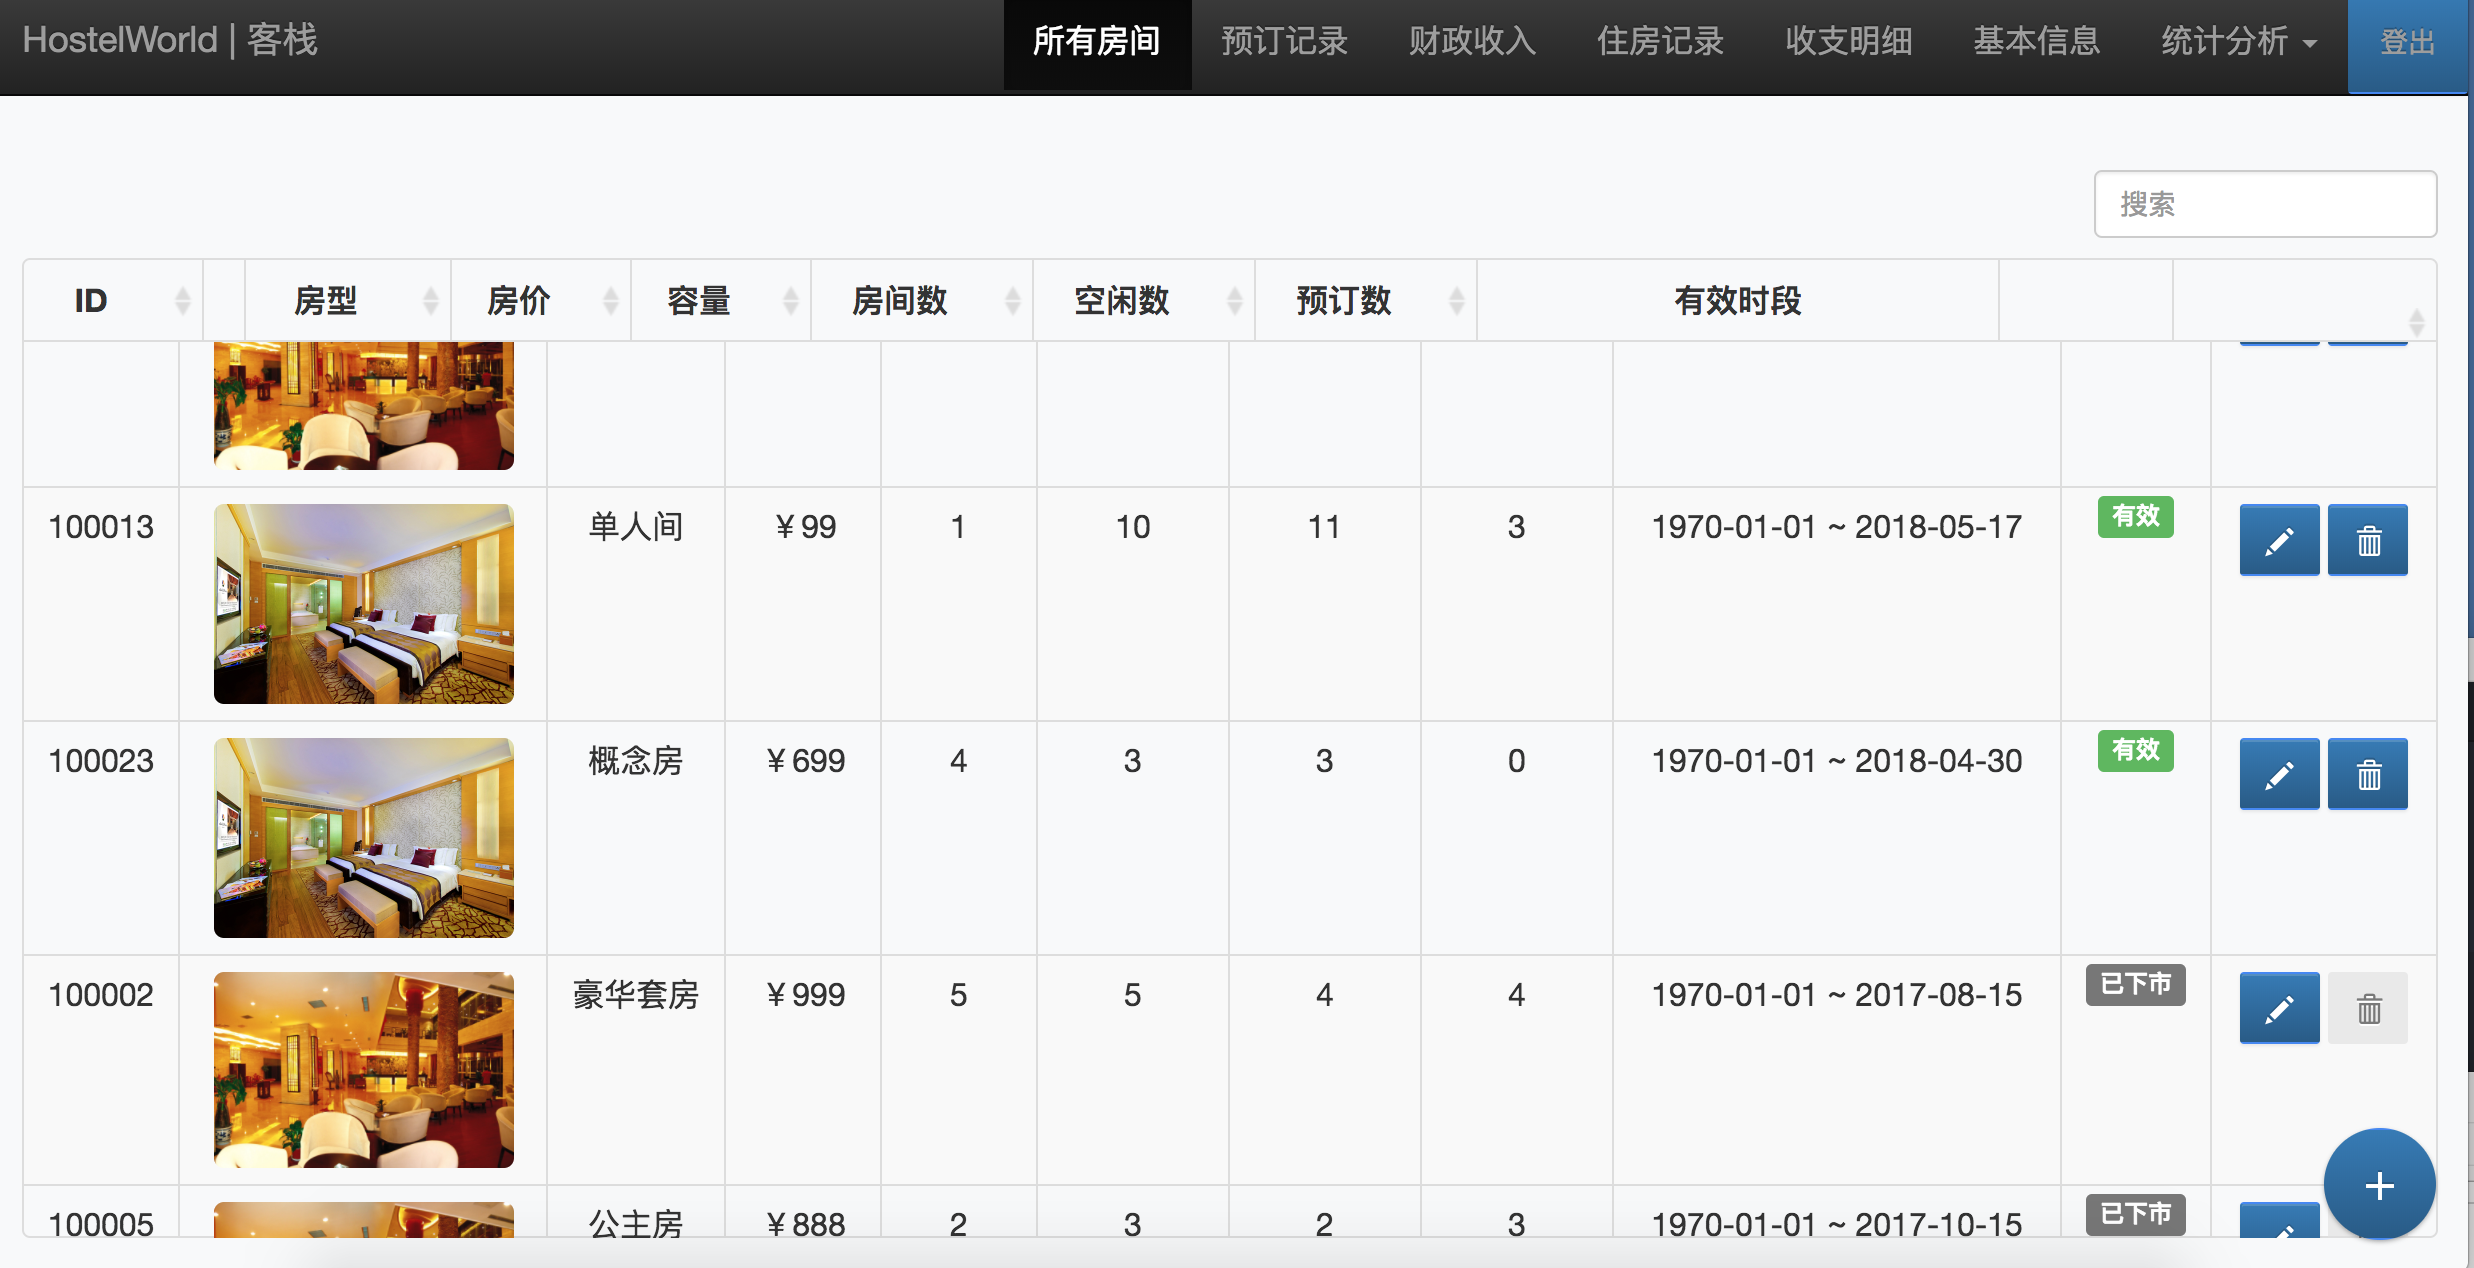 HostelWorld | 客栈 所有房间 预订记录 财政收入 住房记录 收支明细 基本信息 统计分析 登出
搜索
ID 房型 房价 容量 房间数 空闲数 预订数 有效时段
100013 单人间 ¥99 1 10 11 3 1970-01-01 ~ 2018-05-17 有效
100023 概念房 ¥699 4 3 3 0 1970-01-01 ~ 2018-04-30 有效
100002 豪华套房 ¥999 5 5 4 4 1970-01-01 ~ 2017-08-15 已下市
100005 公主房 ¥888 2 3 2 3 1970-01-01 ~ 2017-10-15 已下市